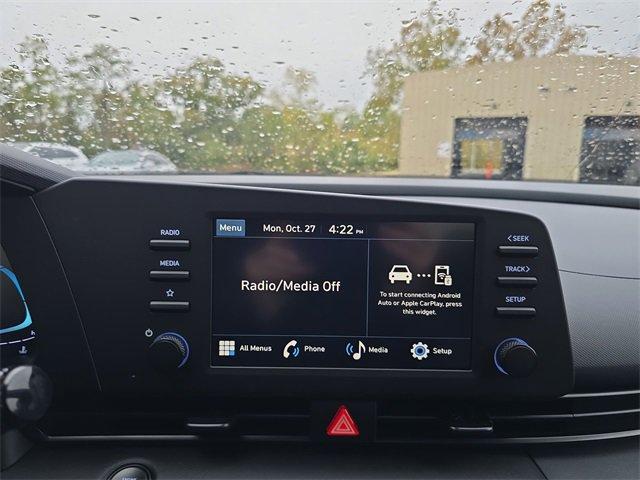 RADIO
MEDIA
Menu
Mon, Oct. 27
4:22 PM
Radio/Media Off
To start connecting Android
Auto or Apple CarPlay, press
this widget.
All Menus
Phone
Media
Setup
< SEEK
TRACK >
SETUP